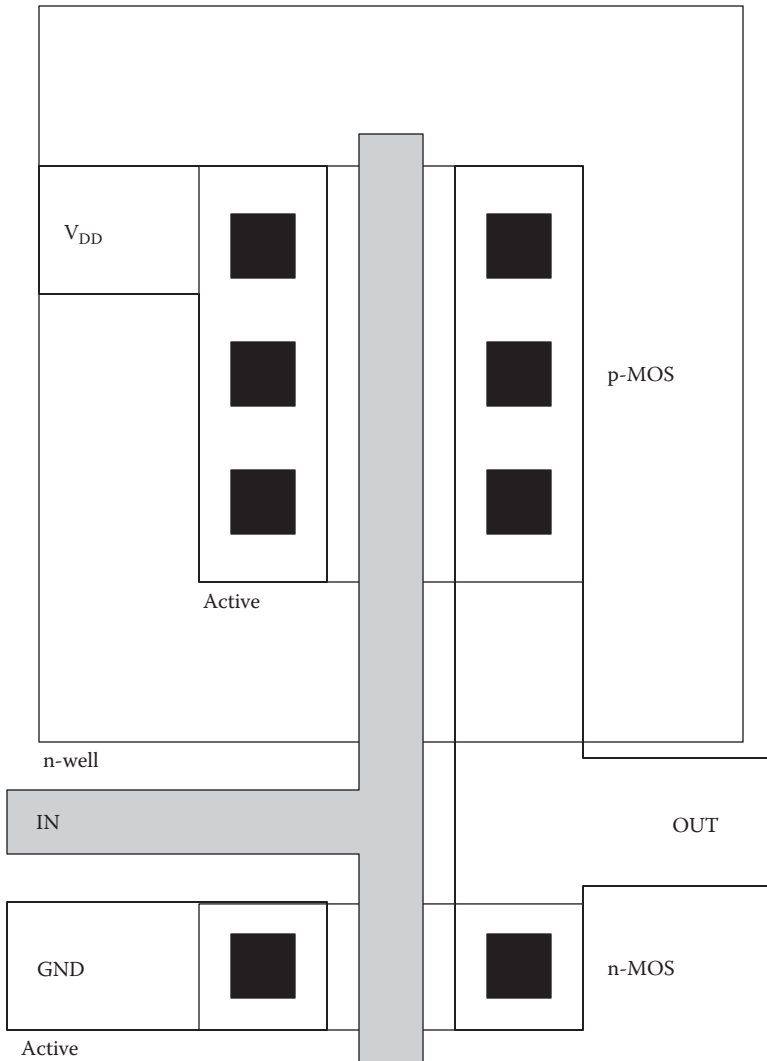 V_DD
p-MOS
Active
n-well
IN
OUT
GND
n-MOS
Active